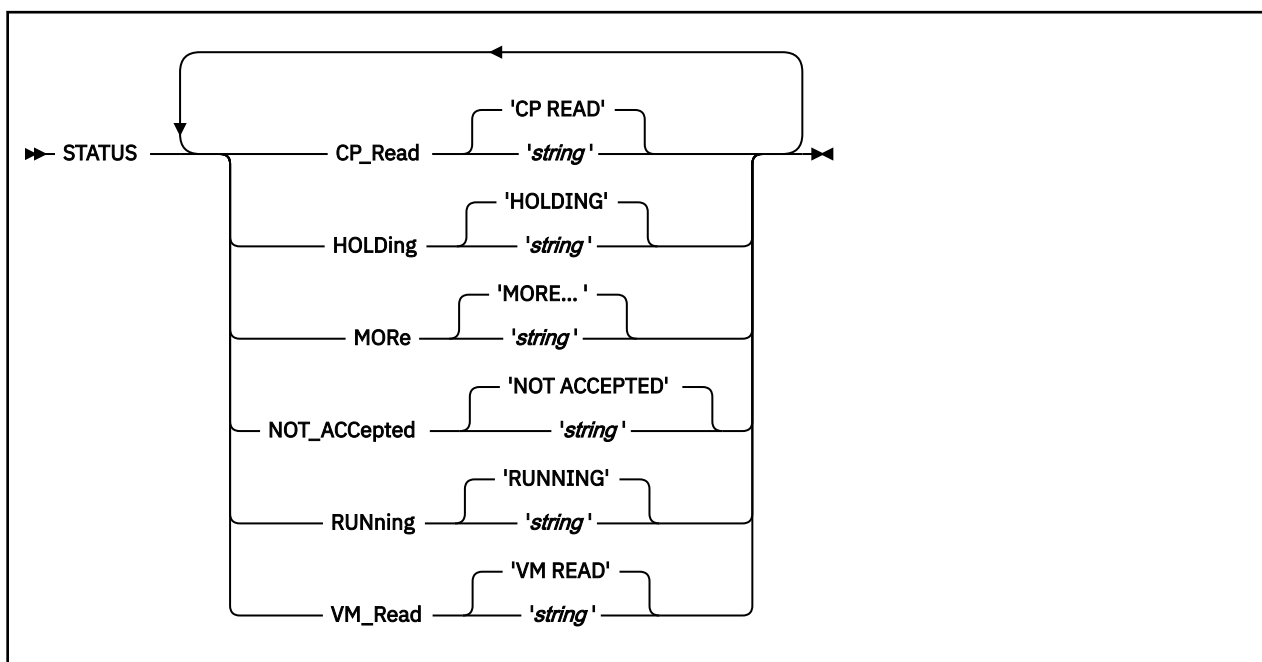 'CP READ'
STATUS CP_Read 'string'
'HOLDING'
HOLDing 'string'
'MORE... '
MORe 'string'
'NOT ACCEPTED'
NOT_ACCepted 'string'
'RUNNING'
RUNning 'string'
'VM READ'
VM_Read 'string'